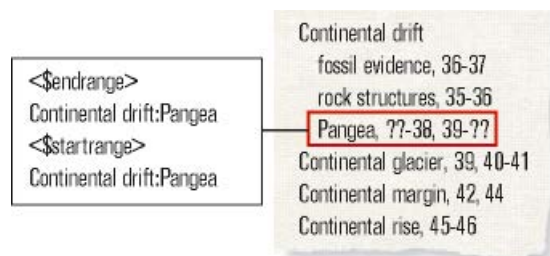 <$endrange>
Continental drift:Pangea
<$startrange>
Continental drift:Pangea
Continental drift
fossil evidence, 36-37
rock structures, 35-36
Pangea, ??-38, 39-??
Continental glacier, 39, 40-41
Continental margin, 42, 44
Continental rise, 45-46